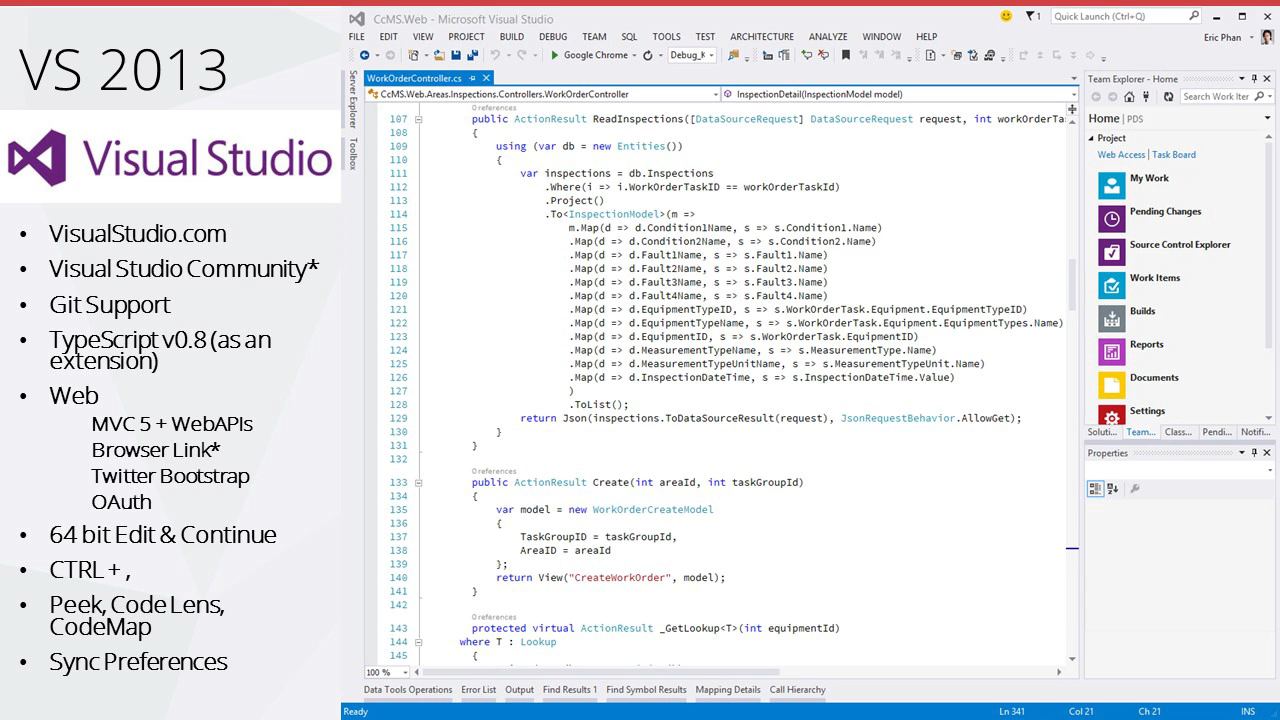 VS 2013
Visual Studio
• VisualStudio.com
• Visual Studio Community*
• Git Support
• TypeScript v0.8 (as an
extension)
• Web
MVC 5 + WebAPIs
Browser Link*
Twitter Bootstrap
OAuth
• 64 bit Edit & Continue
• CTRL + ,
• Peek, Code Lens,
CodeMap
• Sync Preferences
CcMS.Web - Microsoft Visual Studio
1
Quick Launch (Ctrl+Q)
FILE EDIT VIEW PROJECT BUILD DEBUG TEAM SQL TOOLS TEST ARCHITECTURE ANALYZE WINDOW HELP
Eric Phan
Google Chrome
Debug_K
Server Explorer
Toolbox
WorkOrderController.cs
CcMS.Web.Areas.Inspections.Controllers.WorkOrderController
InspectionDetail(InspectionModel model)
0 references
107 public ActionResult ReadInspections([DataSourceRequest] DataSourceRequest request, int workOrderTa
108 {
109 using (var db = new Entities())
110 {
111 var inspections = db.Inspections
112 .Where(i => i.WorkOrderTaskID == workOrderTaskId)
113 .Project()
114 .To<InspectionModel>(m =>
115 m.Map(d => d.Condition1Name, s => s.Condition1.Name)
116 .Map(d => d.Condition2Name, s => s.Condition2.Name)
117 .Map(d => d.Fault1Name, s => s.Fault1.Name)
118 .Map(d => d.Fault2Name, s => s.Fault2.Name)
119 .Map(d => d.Fault3Name, s => s.Fault3.Name)
120 .Map(d => d.Fault4Name, s => s.Fault4.Name)
121 .Map(d => d.EquipmentTypeID, s => s.WorkOrderTask.Equipment.EquipmentTypeID)
122 .Map(d => d.EquipmentTypeName, s => s.WorkOrderTask.Equipment.EquipmentTypes.Name)
123 .Map(d => d.EquipmentID, s => s.WorkOrderTask.EquipmentID)
124 .Map(d => d.MeasurementTypeName, s => s.MeasurementType.Name)
125 .Map(d => d.MeasurementTypeUnitName, s => s.MeasurementTypeUnit.Name)
126 .Map(d => d.InspectionDateTime, s => s.InspectionDateTime.Value)
127 )
128 .ToList();
129 return Json(inspections.ToDataSourceResult(request), JsonRequestBehavior.AllowGet);
130 }
131 }
132
0 references
133 public ActionResult Create(int areaId, int taskGroupId)
134 {
135 var model = new WorkOrderCreateModel
136 {
137 TaskGroupID = taskGroupId,
138 AreaID = areaId
139 };
140 return View("CreateWorkOrder", model);
141 }
142
0 references
143 protected virtual ActionResult _GetLookup<T>(int equipmentId)
144 where T : Lookup
145 {
100 %
Team Explorer - Home
Search Work Iter
Home | PDS
Project
Web Access | Task Board
My Work
Pending Changes
Source Control Explorer
Work Items
Builds
Reports
Documents
Settings
Soluti... Team... Class... Pendi... Notifi...
Properties
Data Tools Operations Error List Output Find Results 1 Find Symbol Results Mapping Details Call Hierarchy
Ready Ln 341 Col 21 Ch 21 INS